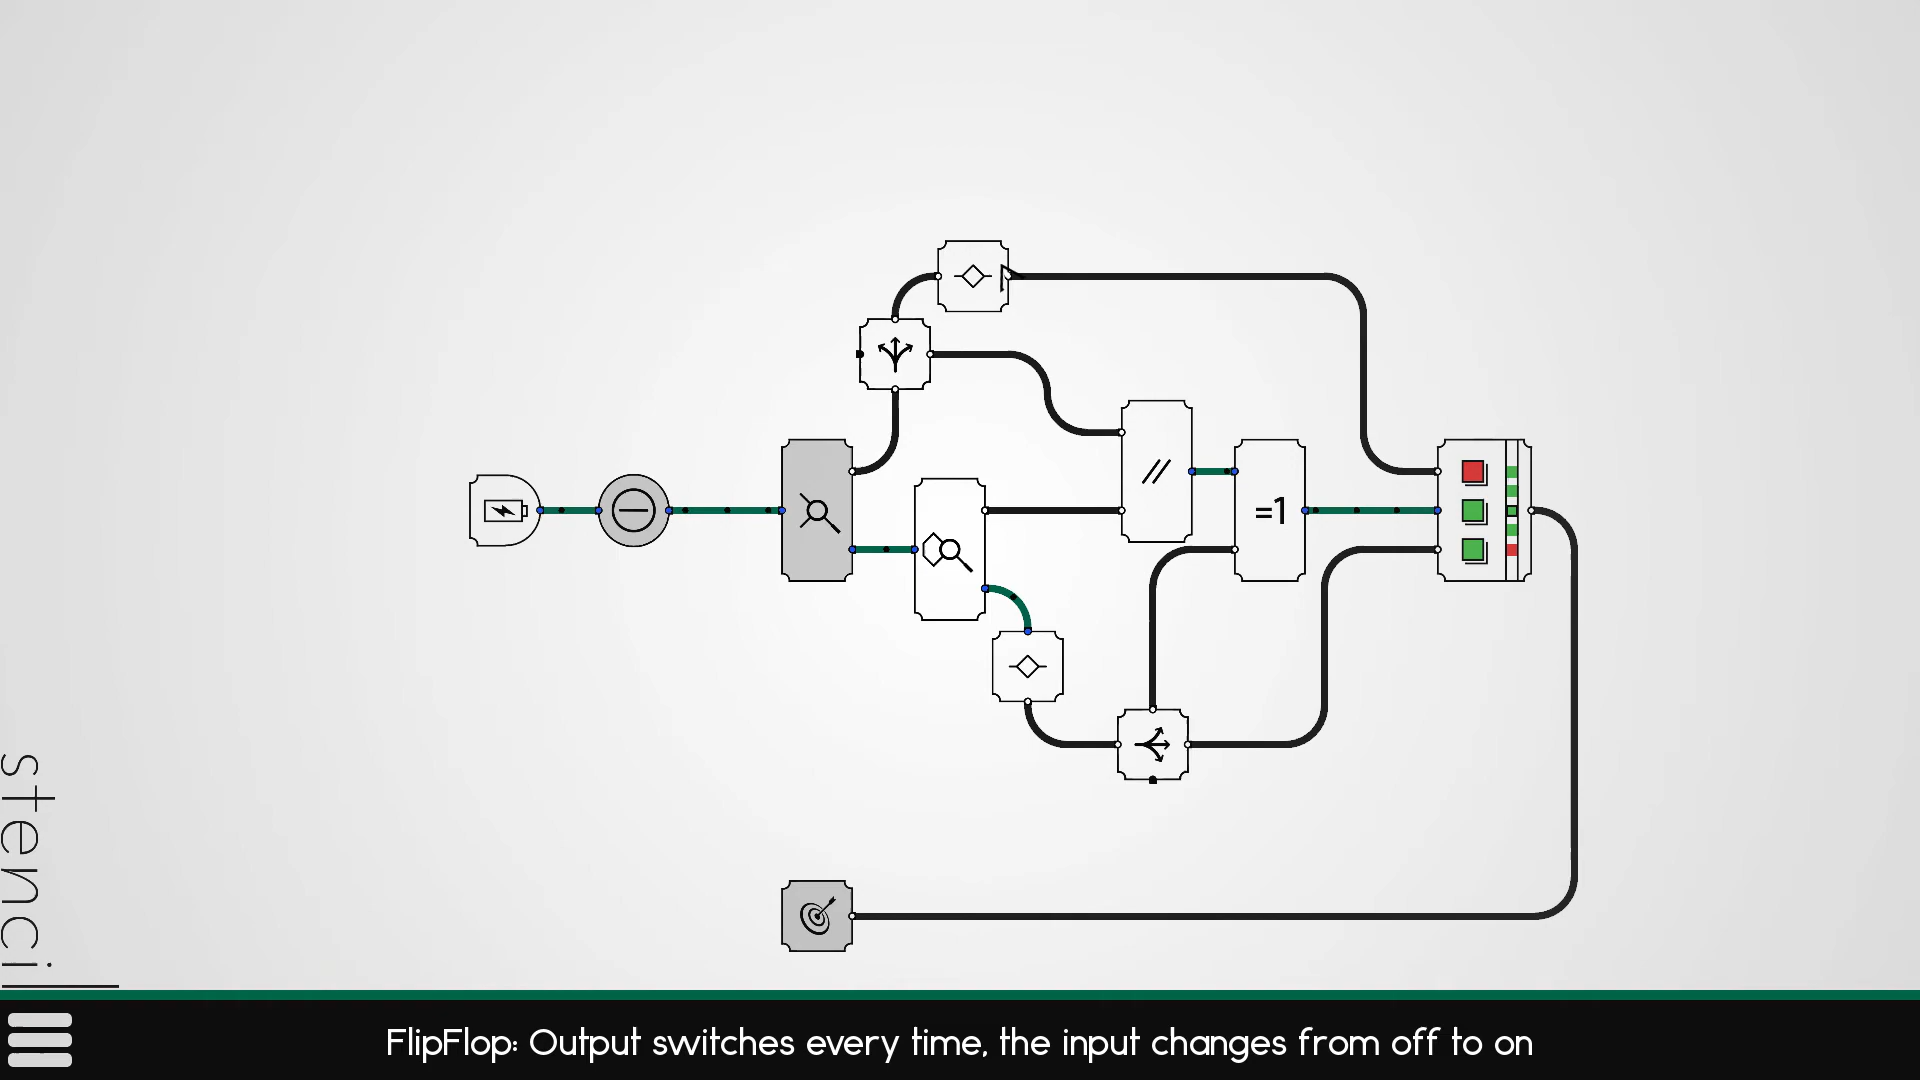 =1
stencil
FlipFlop: Output switches every time, the input changes from off to on